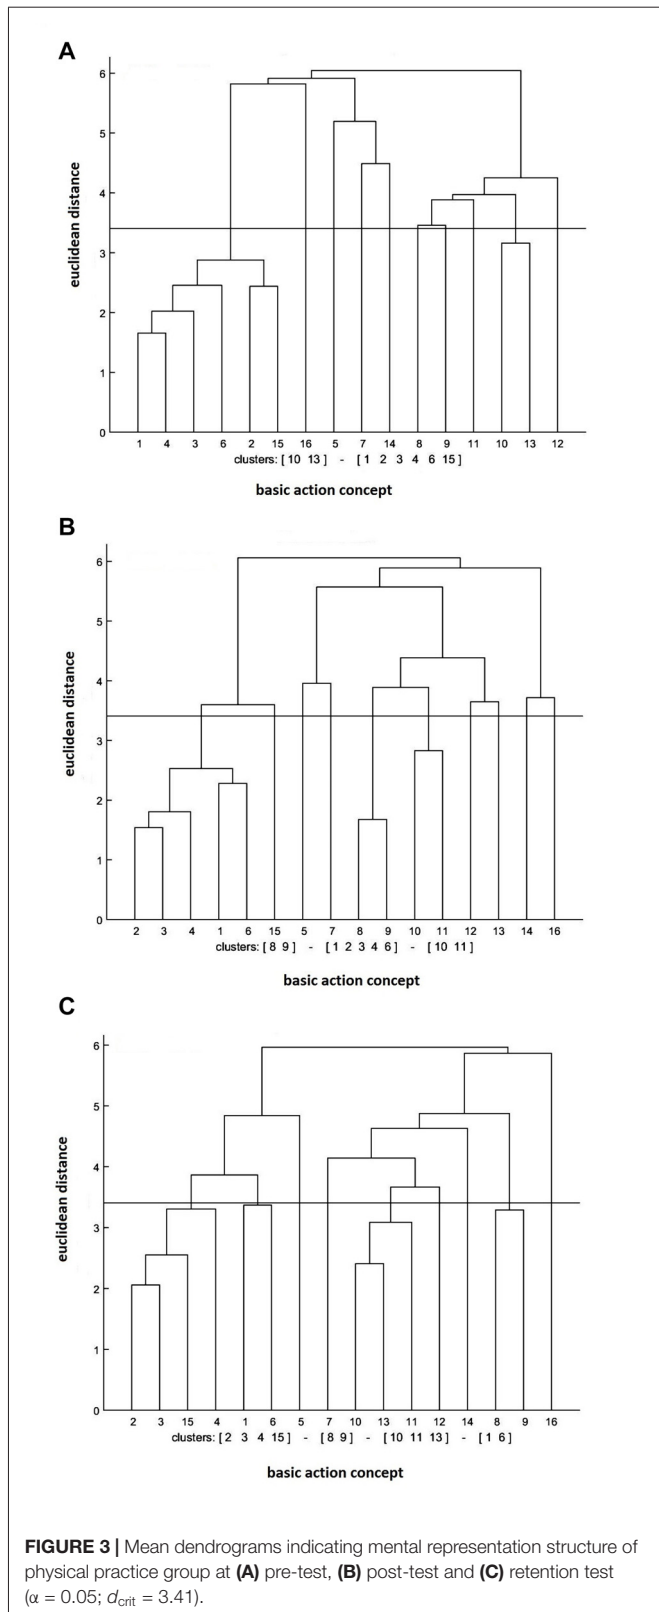 A
6
5
4
3
2
1
0
euclidean distance
1 4 3 6 2 15 16 5 7 14 8 9 11 10 13 12
clusters: [ 10 13 ] - [ 1 2 3 4 6 15 ]
basic action concept
B
6
5
4
3
2
1
0
euclidean distance
2 3 4 1 6 15 5 7 8 9 10 11 12 13 14 16
clusters: [ 8 9 ] - [ 1 2 3 4 6 ] - [ 10 11 ]
basic action concept
C
6
5
4
3
2
1
0
euclidean distance
2 3 15 4 1 6 5 7 10 13 11 12 14 8 9 16
clusters: [ 2 3 4 15 ] - [ 8 9 ] - [ 10 11 13 ] - [ 1 6 ]
basic action concept
FIGURE 3 | Mean dendrograms indicating mental representation structure of
physical practice group at (A) pre-test, (B) post-test and (C) retention test
(α = 0.05; dcrit = 3.41).